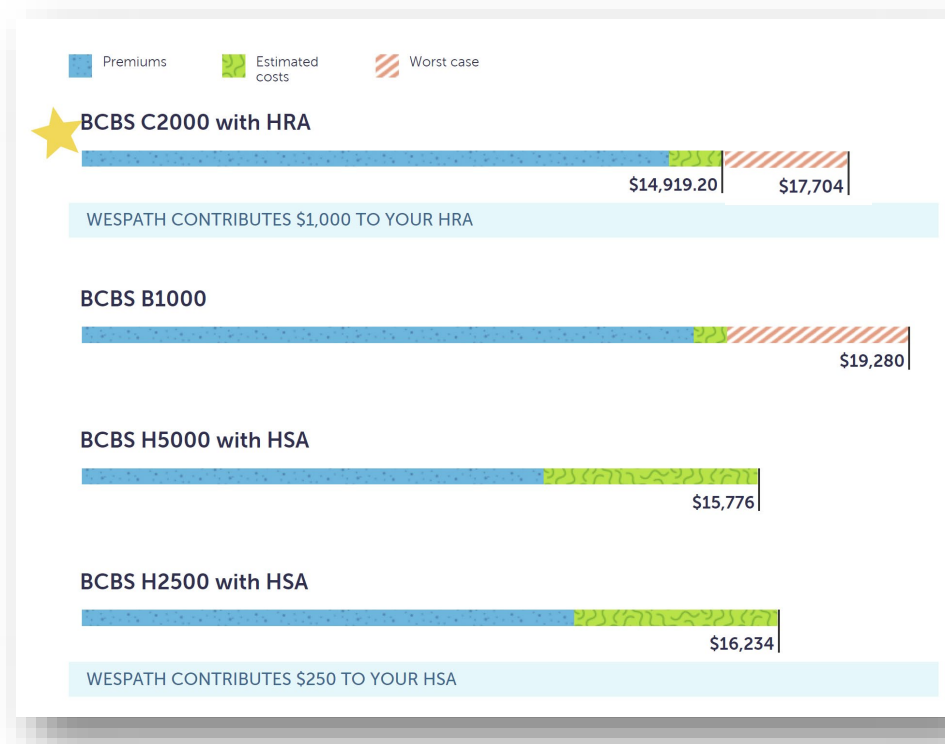 Premiums
Estimated
costs
Worst case
BCBS C2000 with HRA
$14,919.20
$17,704
WESPATH CONTRIBUTES $1,000 TO YOUR HRA
BCBS B1000
$19,280
BCBS H5000 with HSA
$15,776
BCBS H2500 with HSA
$16,234
WESPATH CONTRIBUTES $250 TO YOUR HSA